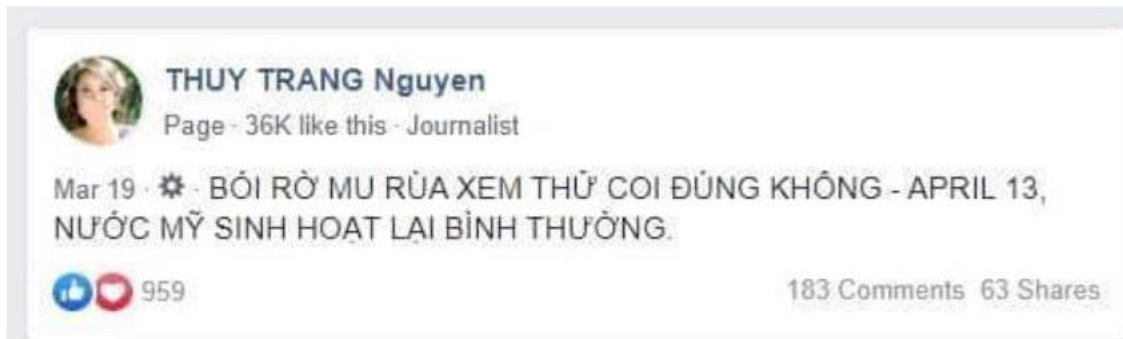 THUY TRANG Nguyen
Page · 36K like this · Journalist
Mar 19 · · BÓI RỜ MU RÙA XEM THỬ COI ĐÚNG KHÔNG - APRIL 13,
NƯỚC MỸ SINH HOẠT LẠI BÌNH THƯỜNG.
959
183 Comments 63 Shares